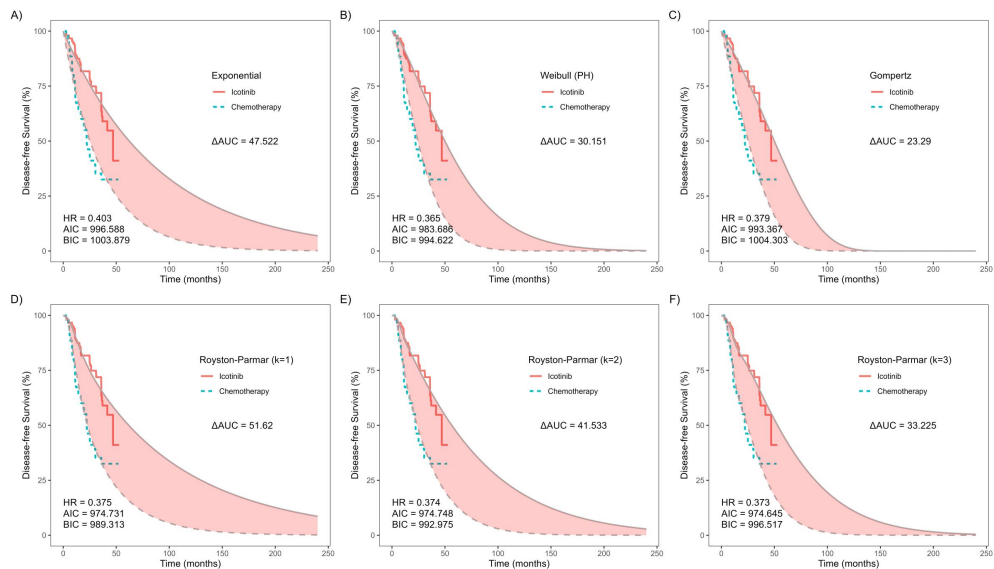 A)
Disease-free Survival (%)
100
75
50
25
0
Exponential
Icotinib
Chemotherapy
ΔAUC = 47.522
HR = 0.403
AIC = 996.588
BIC = 1003.879
0 50 100 150 200 250
Time (months)
B)
Disease-free Survival (%)
100
75
50
25
0
Weibull (PH)
Icotinib
Chemotherapy
ΔAUC = 30.151
HR = 0.365
AIC = 983.686
BIC = 994.622
0 50 100 150 200 250
Time (months)
C)
Disease-free Survival (%)
100
75
50
25
0
Gompertz
Icotinib
Chemotherapy
ΔAUC = 23.29
HR = 0.379
AIC = 993.367
BIC = 1004.303
0 50 100 150 200 250
Time (months)
D)
Disease-free Survival (%)
100
75
50
25
0
Royston-Parmar (k=1)
Icotinib
Chemotherapy
ΔAUC = 51.62
HR = 0.375
AIC = 974.731
BIC = 989.313
0 50 100 150 200 250
Time (months)
E)
Disease-free Survival (%)
100
75
50
25
0
Royston-Parmar (k=2)
Icotinib
Chemotherapy
ΔAUC = 41.533
HR = 0.374
AIC = 974.748
BIC = 992.975
0 50 100 150 200 250
Time (months)
F)
Disease-free Survival (%)
100
75
50
25
0
Royston-Parmar (k=3)
Icotinib
Chemotherapy
ΔAUC = 33.225
HR = 0.373
AIC = 974.645
BIC = 996.517
0 50 100 150 200 250
Time (months)